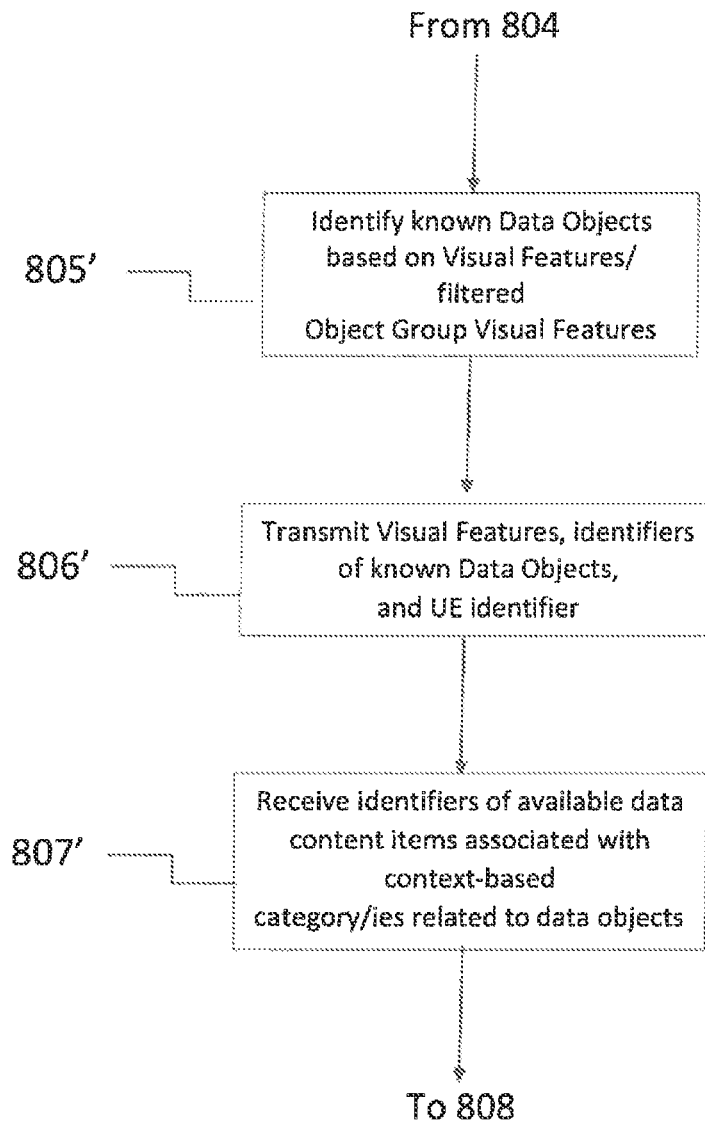 From 804
805'
Identify known Data Objects
based on Visual Features/
filtered
Object Group Visual Features
806'
Transmit Visual Features, identifiers
of known Data Objects,
and UE identifier
807'
Receive identifiers of available data
content items associated with
context-based
category/ies related to data objects
To 808